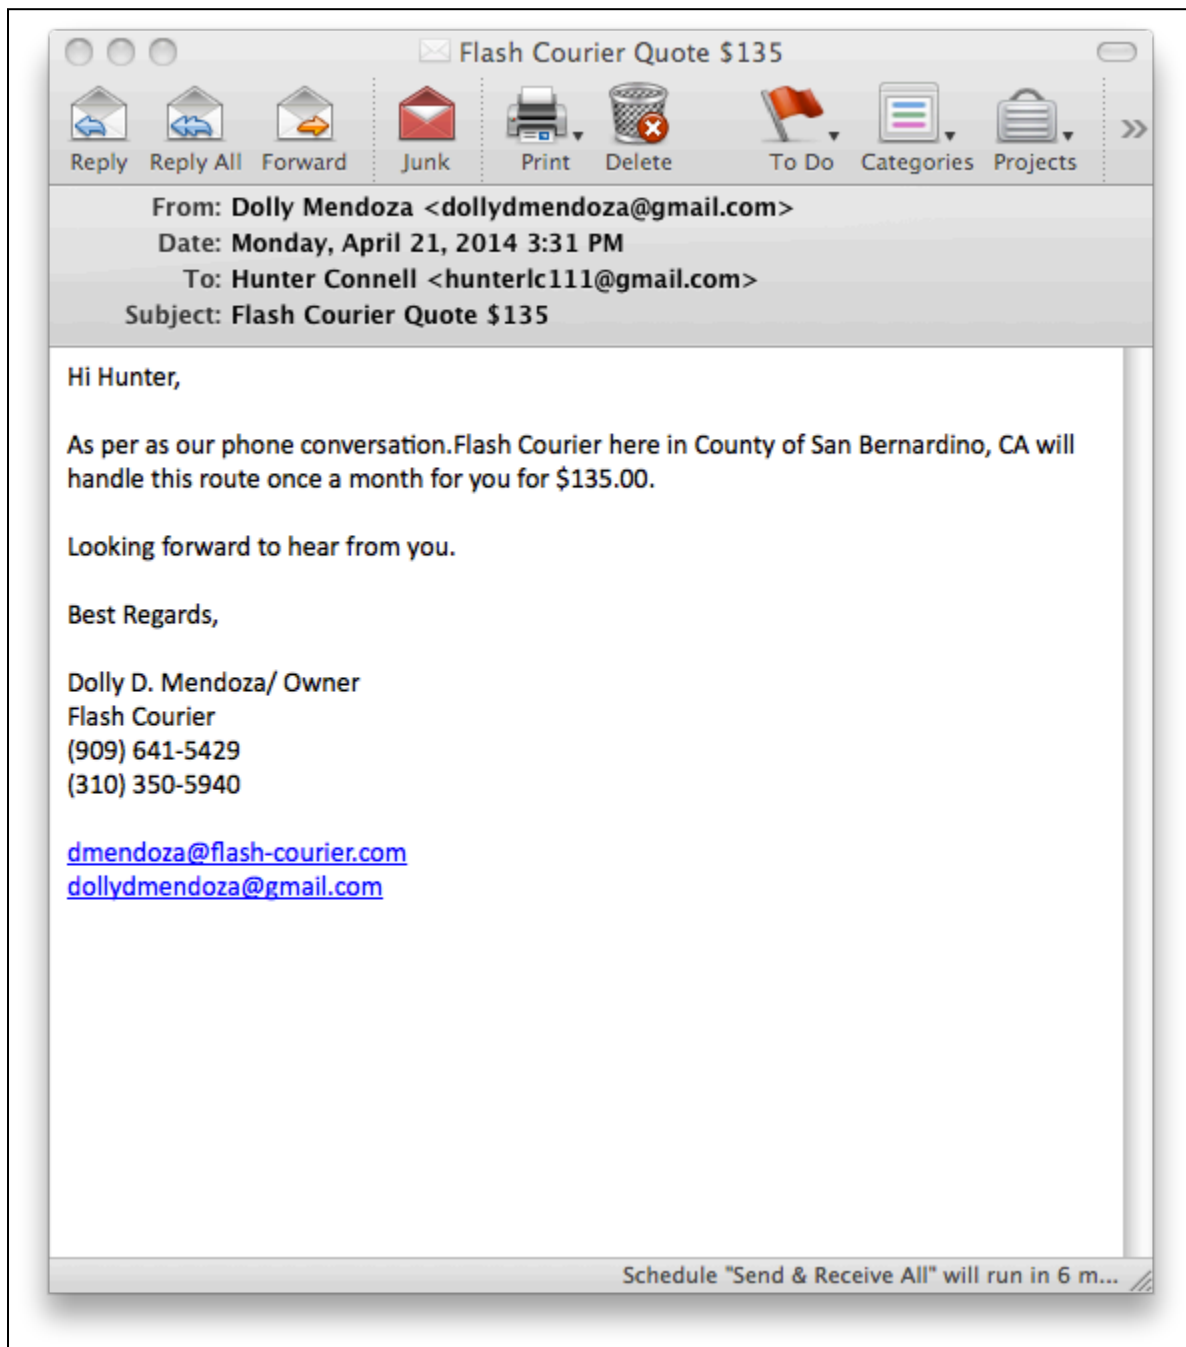 Flash Courier Quote $135
Reply Reply All Forward Junk Print Delete To Do Categories Projects »
From: Dolly Mendoza <dollydmendoza@gmail.com>
Date: Monday, April 21, 2014 3:31 PM
To: Hunter Connell <hunterlc111@gmail.com>
Subject: Flash Courier Quote $135
Hi Hunter,
As per as our phone conversation.Flash Courier here in County of San Bernardino, CA will
handle this route once a month for you for $135.00.
Looking forward to hear from you.
Best Regards,
Dolly D. Mendoza/ Owner
Flash Courier
(909) 641-5429
(310) 350-5940
dmendoza@flash-courier.com
dollydmendoza@gmail.com
Schedule "Send & Receive All" will run in 6 m...